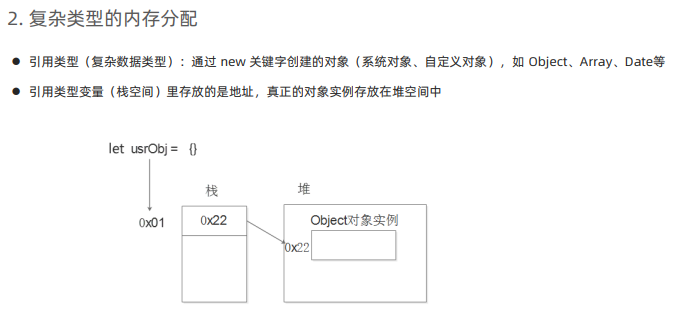 2. 复杂类型的内存分配
● 引用类型（复杂数据类型）：通过 new 关键字创建的对象（系统对象、自定义对象），如 Object、Array、Date等
● 引用类型变量（栈空间）里存放的是地址，真正的对象实例存放在堆空间中
let usrObj = {}
栈 堆
0x01 0x22 Object对象实例
0x22